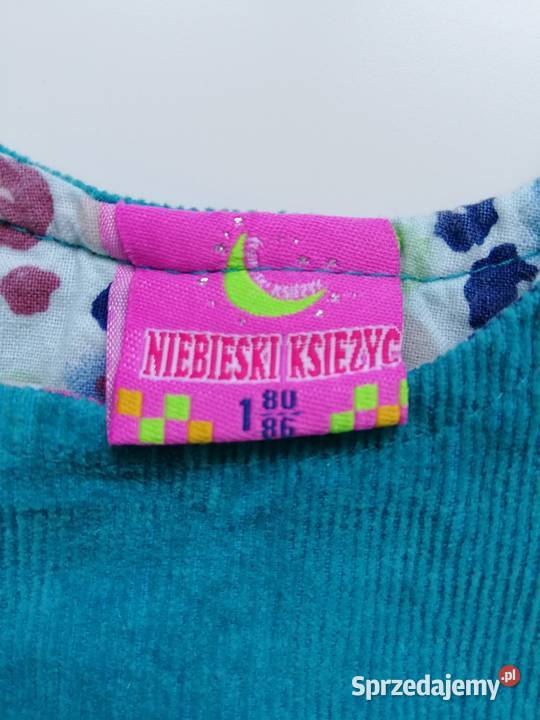 NIEBIESKI KSIEZYC
1 80
86
Sprzedajemy.pl